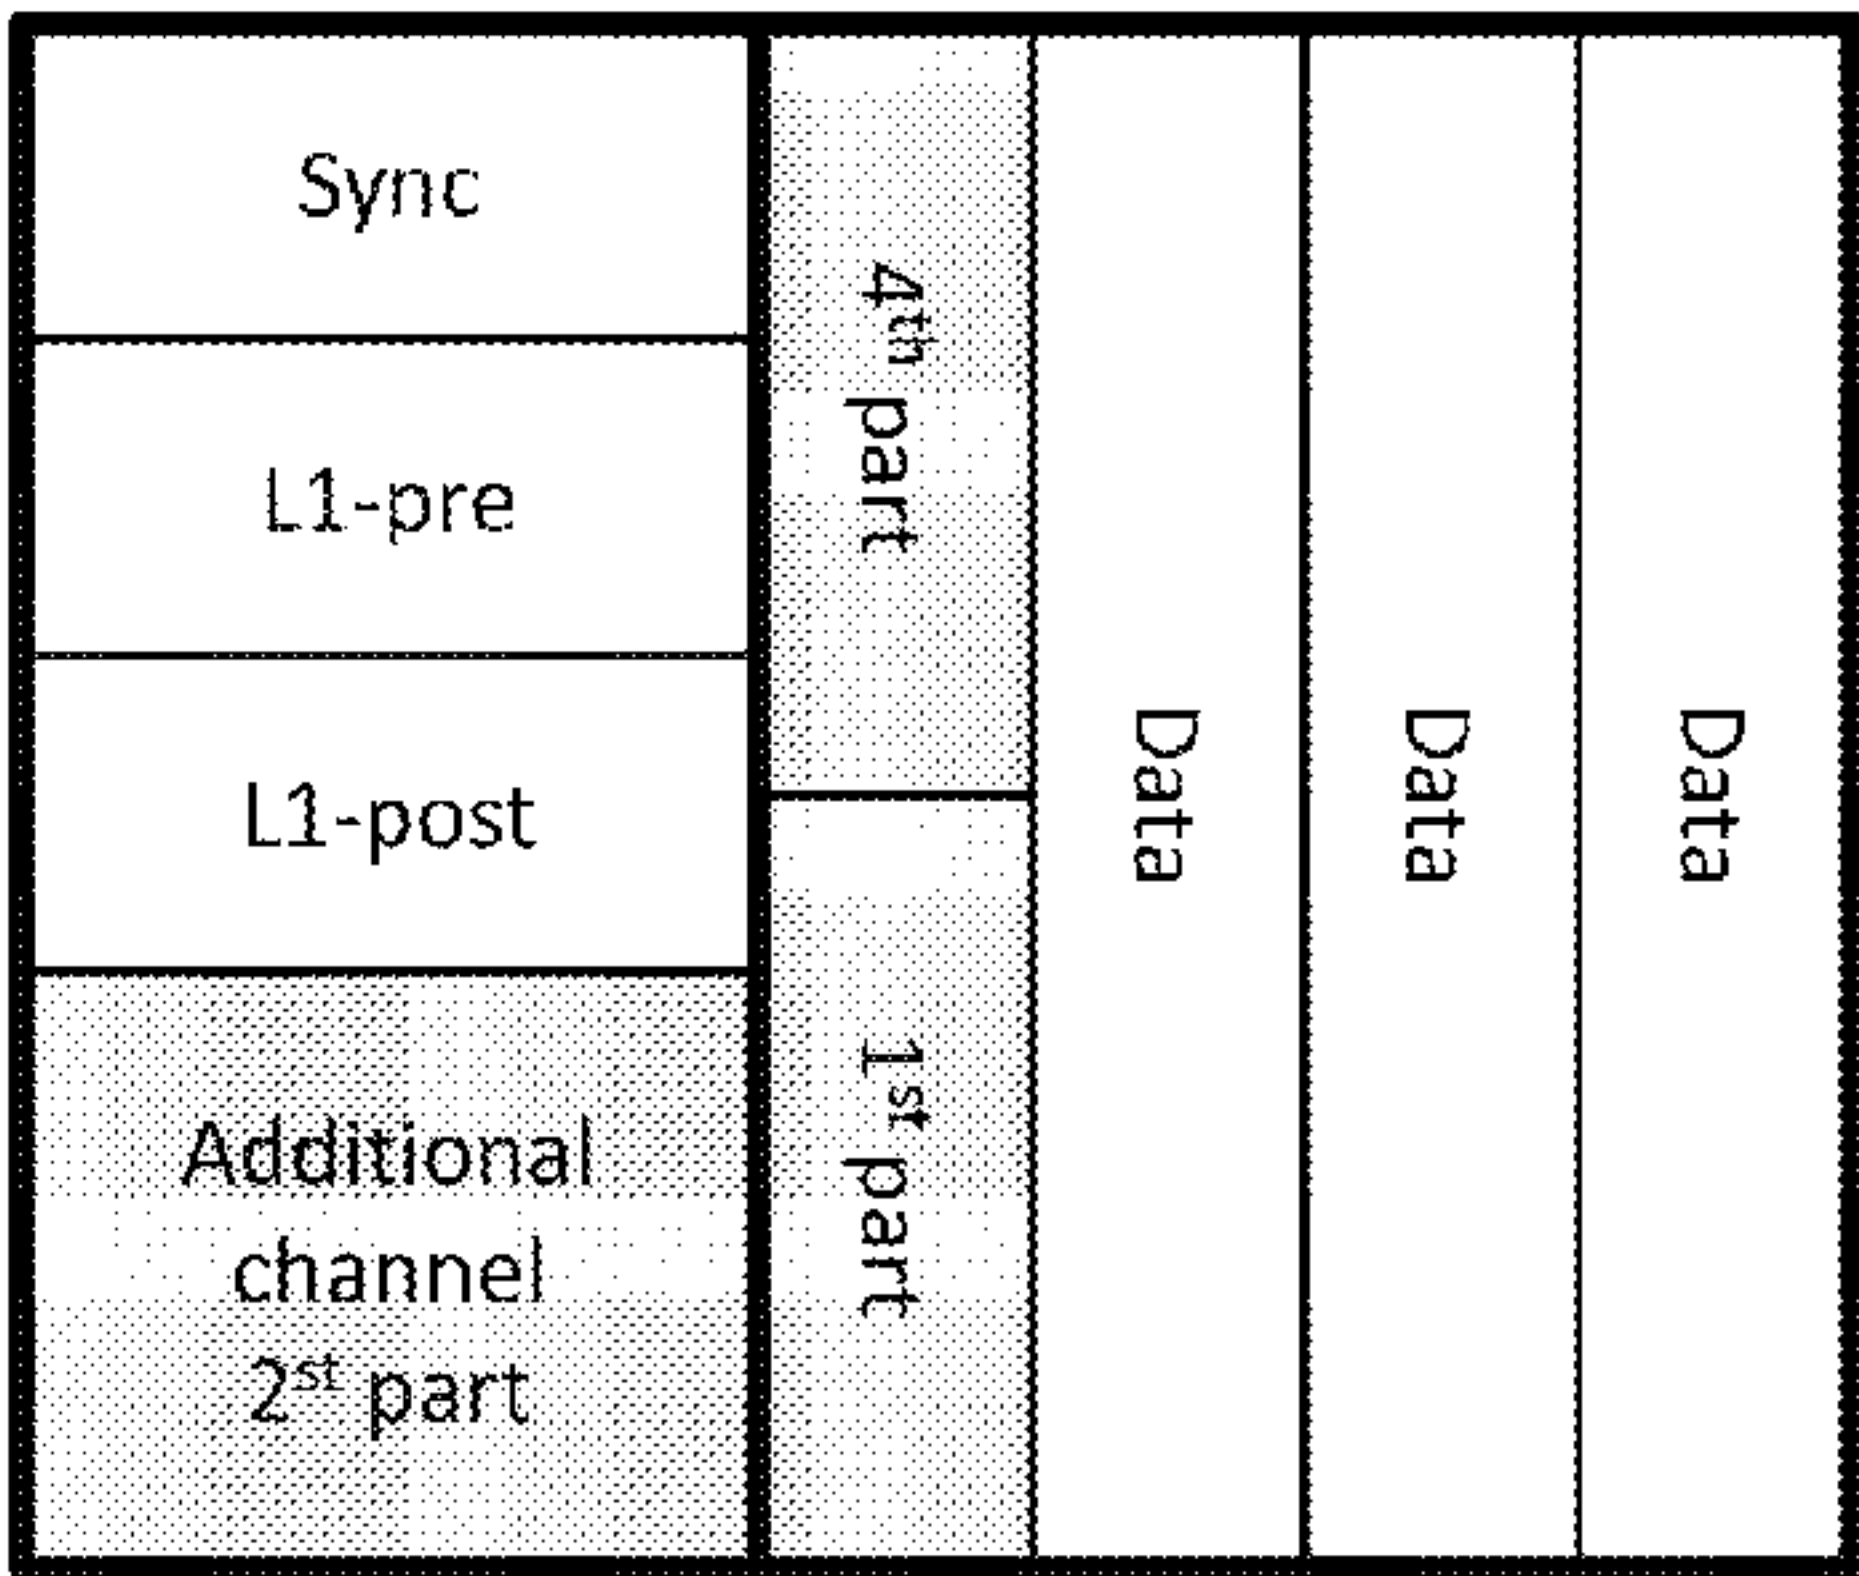 Sync
L1-pre
L1-post
Additional
channel
2st part
4th part
1st part
Data
Data
Data